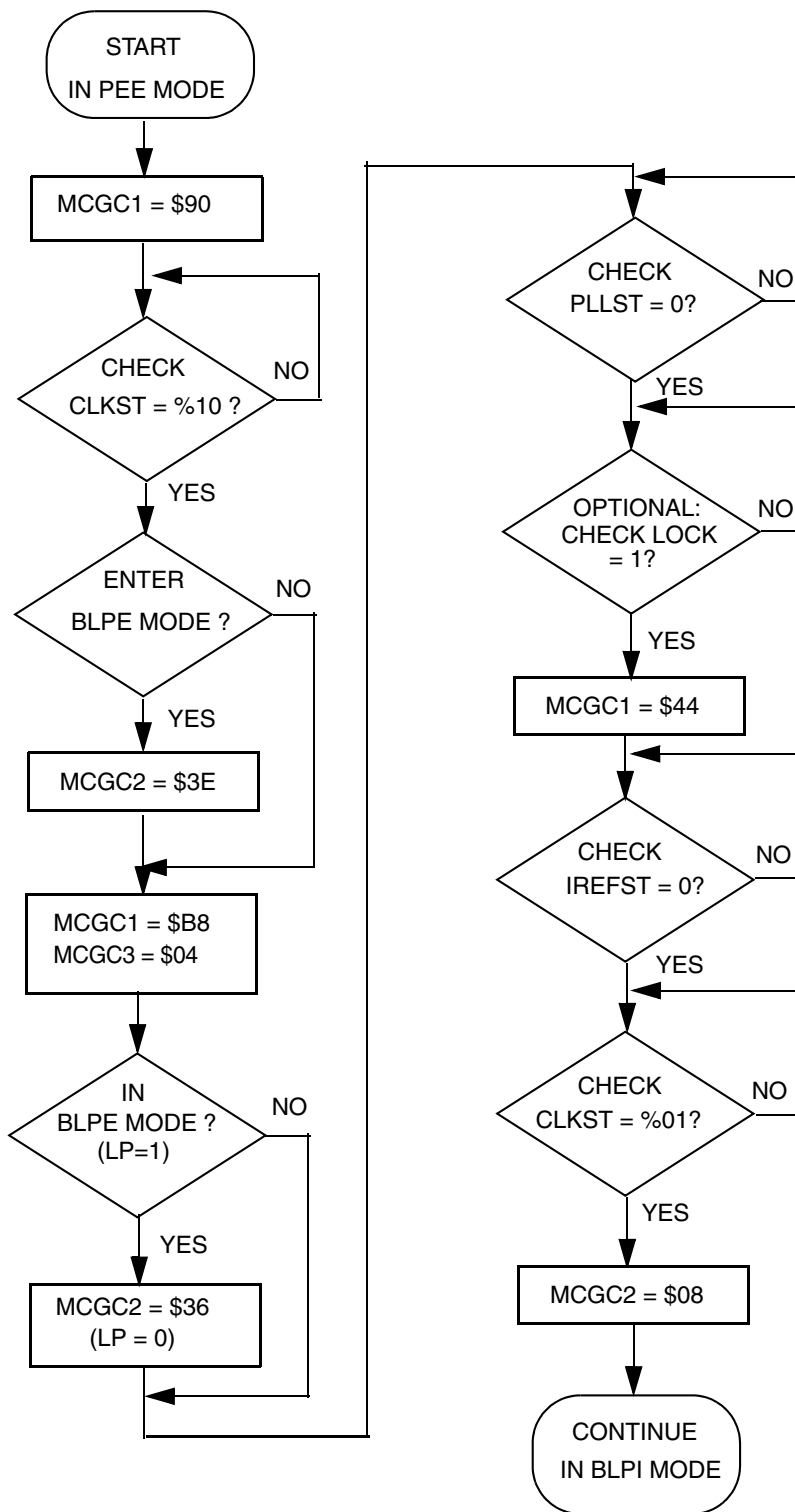 START
IN PEE MODE
MCGC1 = $90
CHECK
CLKST = %10 ?
NO
YES
ENTER
BLPE MODE ?
NO
YES
MCGC2 = $3E
MCGC1 = $B8
MCGC3 = $04
IN
BLPE MODE ?
(LP=1)
NO
YES
MCGC2 = $36
(LP = 0)
CHECK
PLLST = 0?
NO
YES
OPTIONAL:
CHECK LOCK
= 1?
NO
YES
MCGC1 = $44
CHECK
IREFST = 0?
NO
YES
CHECK
CLKST = %01?
NO
YES
MCGC2 = $08
CONTINUE
IN BLPI MODE